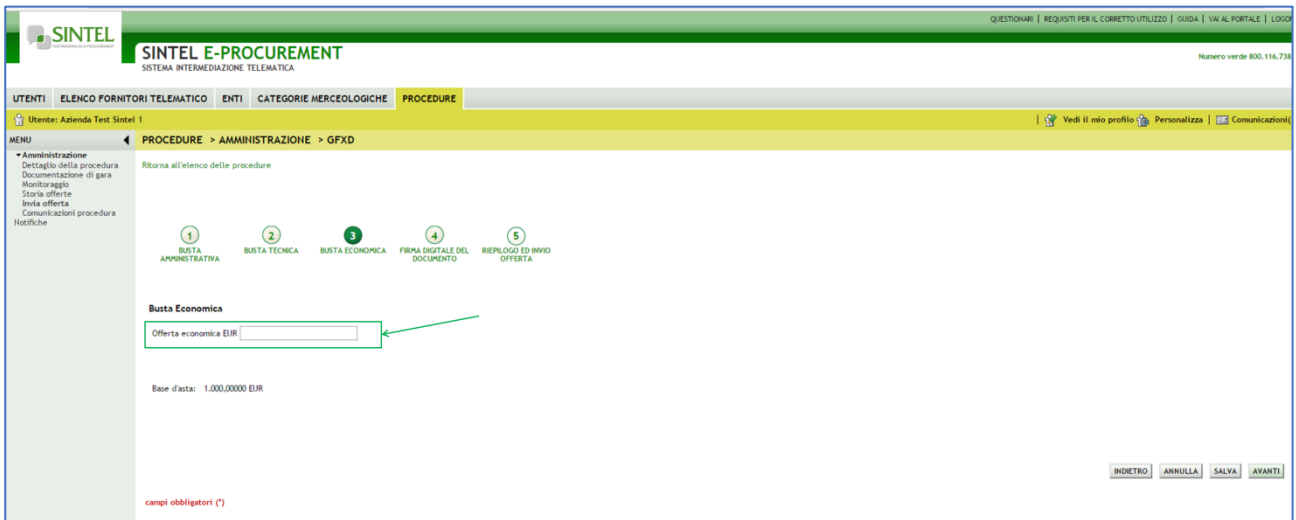 QUESTIONARI | REQUISITI PER IL CORRETTO UTILIZZO | GUIDA | VAI AL PORTALE |
SINTEL
SINTEL E-PROCUREMENT
SISTEMA INTERMEDIAZIONE TELEMATICA
Numero verde 800.116.738
UTENTI ELENCO FORNITORI TELEMATICO ENTI CATEGORIE MERCEOLOGICHE PROCEDURE
Utente: Azienda Test Sintel 1 | Vedi il mio profilo Personalizza | Comunicazioni(
MENU PROCEDURE > AMMINISTRAZIONE > GFXD
Amministrazione
Dettaglio della procedura
Documentazione di gara
Monitoraggio
Storia offerte
Invia offerta
Comunicazioni procedura
Notifiche
Ritorna all'elenco delle procedure
1 2 3 4 5
BUSTA AMMINISTRATIVA
BUSTA TECNICA
BUSTA ECONOMICA
FIRMA DIGITALE DEL DOCUMENTO
RIEPILOGO ED INVIO OFFERTA
Busta Economica
Offerta economica EUR
Base d'asta: 1.000,00000 EUR
INDIETRO ANNULLA SALVA AVANTI
campi obbligatori (*)